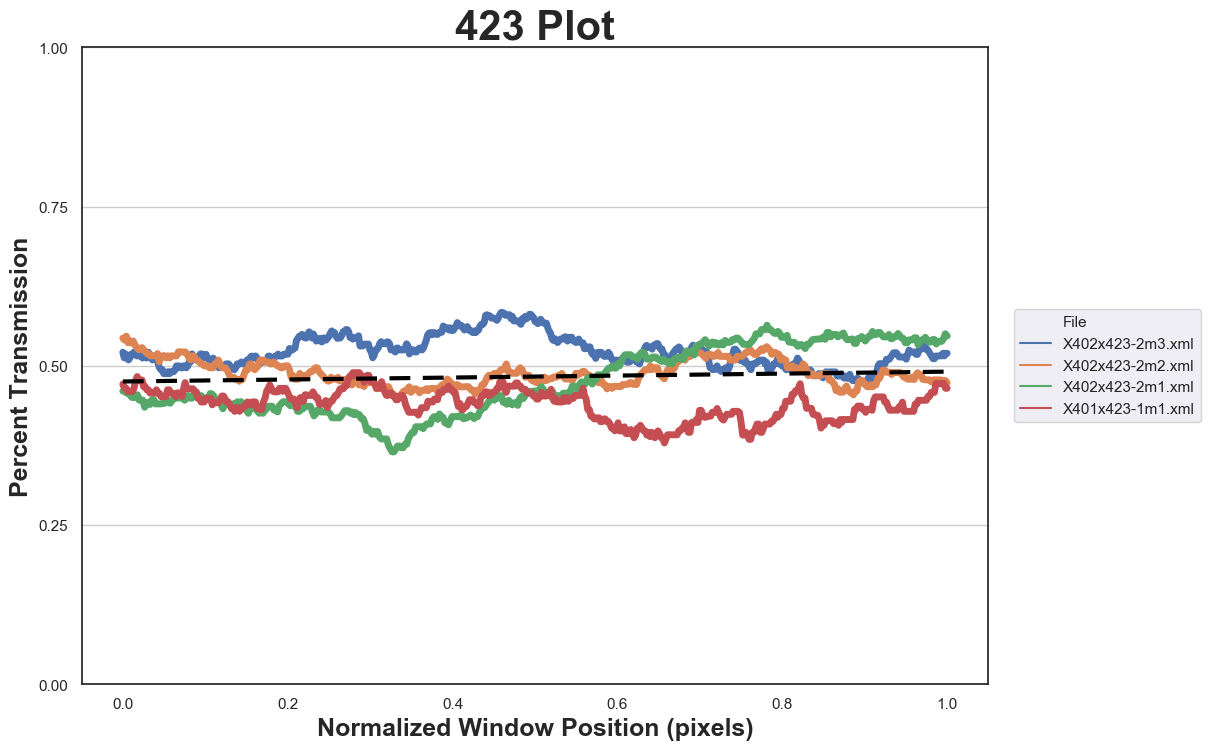 423 Plot
Percent Transmission
1.00
0.75
0.50
0.25
0.00
0.0 0.2 0.4 0.6 0.8 1.0
Normalized Window Position (pixels)
File
X402x423-2m3.xml
X402x423-2m2.xml
X402x423-2m1.xml
X401x423-1m1.xml